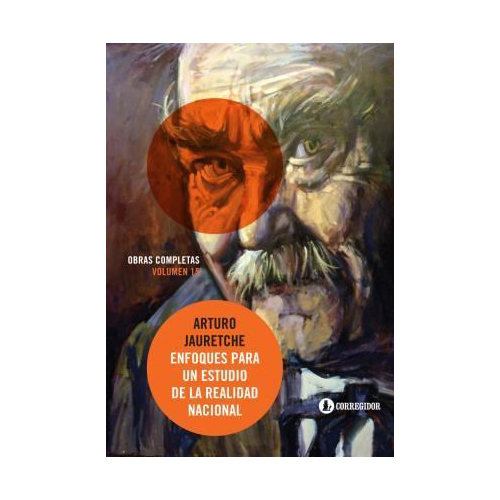 OBRAS COMPLETAS
VOLUMEN 15
ARTURO
JAURETCHE
ENFOQUES PARA
UN ESTUDIO
DE LA REALIDAD
NACIONAL
CORREGIDOR